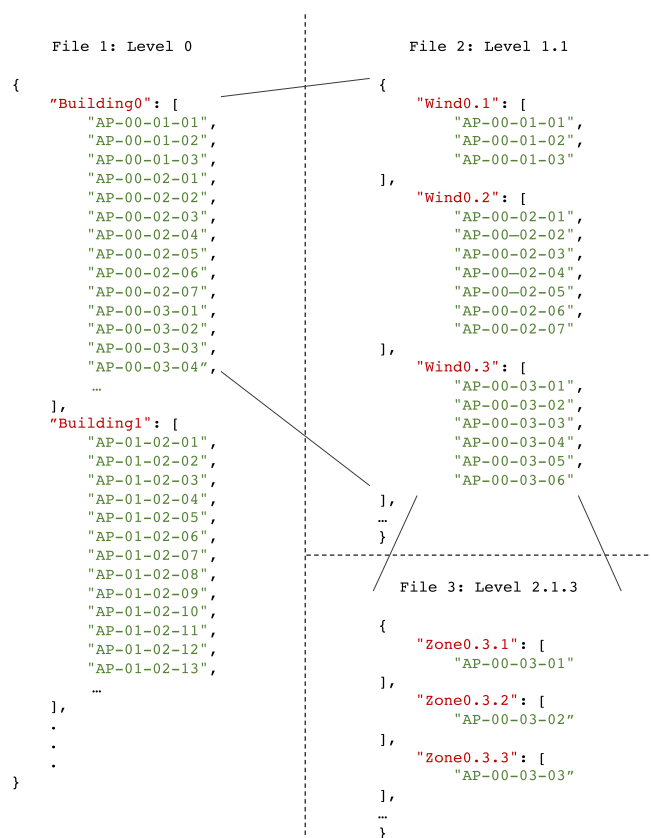 File 1: Level 0
{
”Building0": [
"AP-00-01-01",
"AP-00-01-02",
"AP-00-01-03",
"AP-00-02-01",
"AP-00-02-02",
"AP-00-02-03",
"AP-00-02-04",
"AP-00-02-05",
"AP-00-02-06",
"AP-00-02-07",
"AP-00-03-01",
"AP-00-03-02",
"AP-00-03-03",
"AP-00-03-04”,
…
],
”Building1": [
"AP-01-02-01",
"AP-01-02-02",
"AP-01-02-03",
"AP-01-02-04",
"AP-01-02-05",
"AP-01-02-06",
"AP-01-02-07",
"AP-01-02-08",
"AP-01-02-09",
"AP-01-02-10",
"AP-01-02-11",
"AP-01-02-12",
"AP-01-02-13",
…
],
.
.
.
}
File 2: Level 1.1
{
"Wind0.1": [
"AP-00-01-01",
"AP-00-01-02",
"AP-00-01-03"
],
"Wind0.2": [
"AP-00-02-01",
"AP-00—02-02",
"AP-00-02-03",
"AP-00—02-04",
"AP-00—02-05",
"AP-00-02-06",
"AP-00-02-07"
],
"Wind0.3": [
"AP-00-03-01",
"AP-00-03-02",
"AP-00-03-03",
"AP-00-03-04",
"AP-00-03-05",
"AP-00-03-06"
],
…
}
File 3: Level 2.1.3
{
"Zone0.3.1": [
"AP-00-03-01"
],
"Zone0.3.2": [
"AP-00-03-02”
],
"Zone0.3.3": [
"AP-00-03-03”
],
…
}